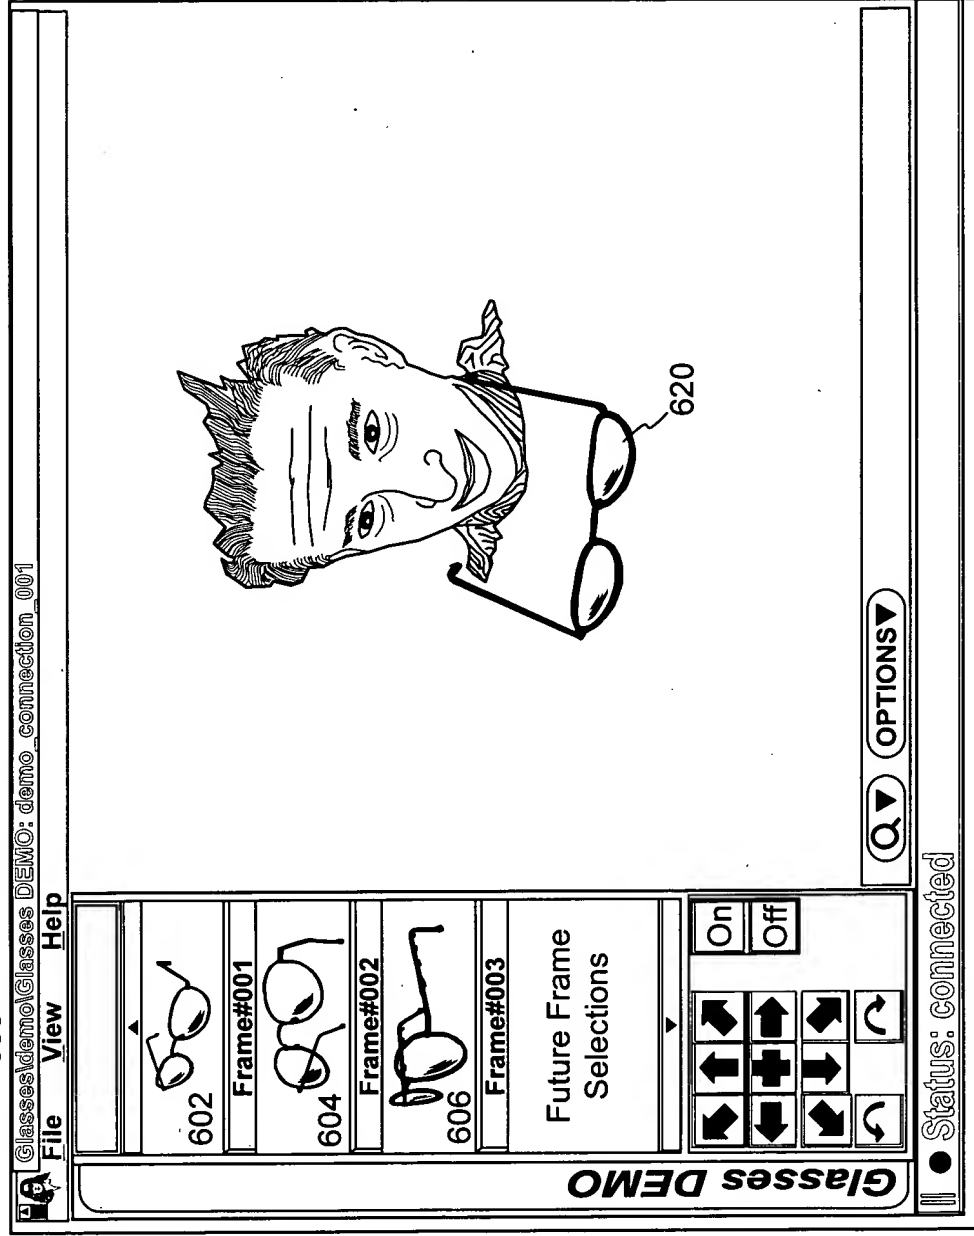 Glasses\demo\Glasses DEMO: demo_connection_001
File View Help
Glasses DEMO
602
Frame#001
604
Frame#002
606
Frame#003
Future Frame
Selections
On
Off
620
OPTIONS▼
Status: connected